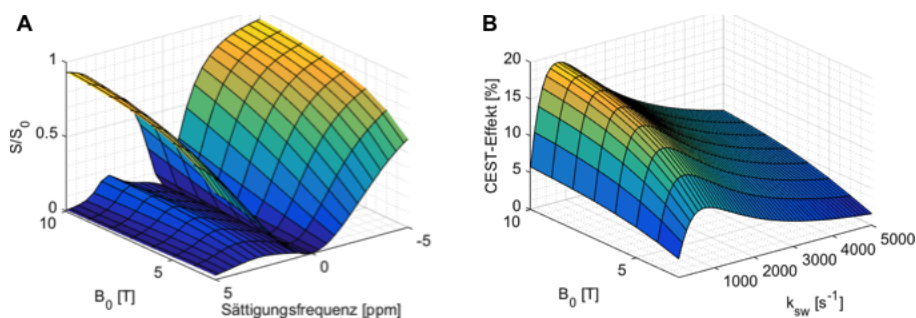 A
S/S0
1
0.5
0
10
5
B0 [T]
5
0
-5
Sättigungsfrequenz [ppm]
B
CEST-Effekt [%]
20
15
10
5
0
10
5
B0 [T]
1000
2000
3000
4000
5000
ksw [s-1]